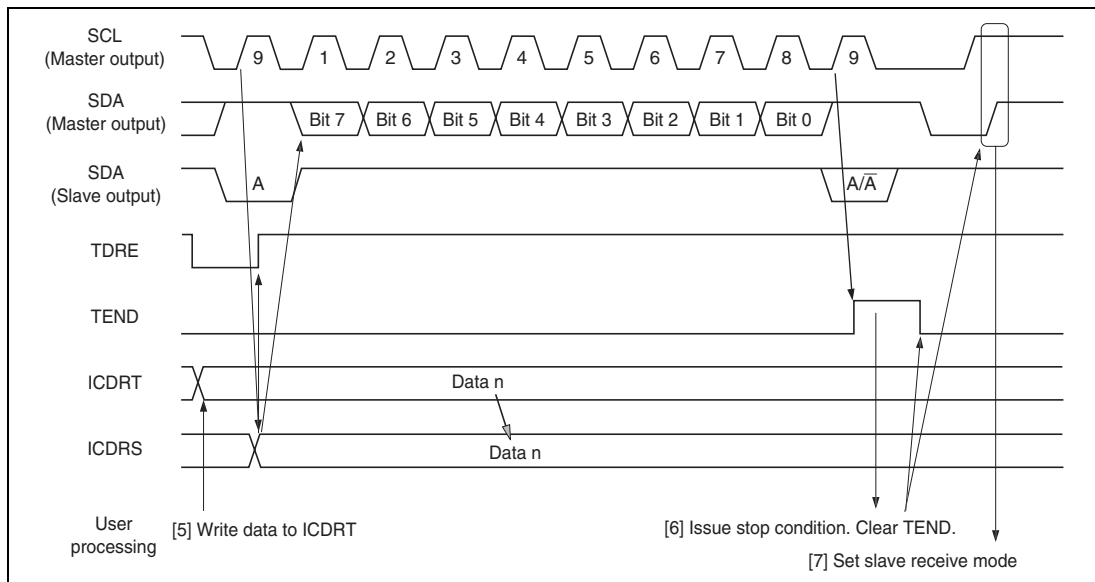 SCL
(Master output)
9 1 2 3 4 5 6 7 8 9
SDA
(Master output)
Bit 7 Bit 6 Bit 5 Bit 4 Bit 3 Bit 2 Bit 1 Bit 0
SDA
(Slave output)
A A/A̅
TDRE
TEND
ICDRT
Data n
ICDRS
Data n
User
processing
[5] Write data to ICDRT
[6] Issue stop condition. Clear TEND.
[7] Set slave receive mode